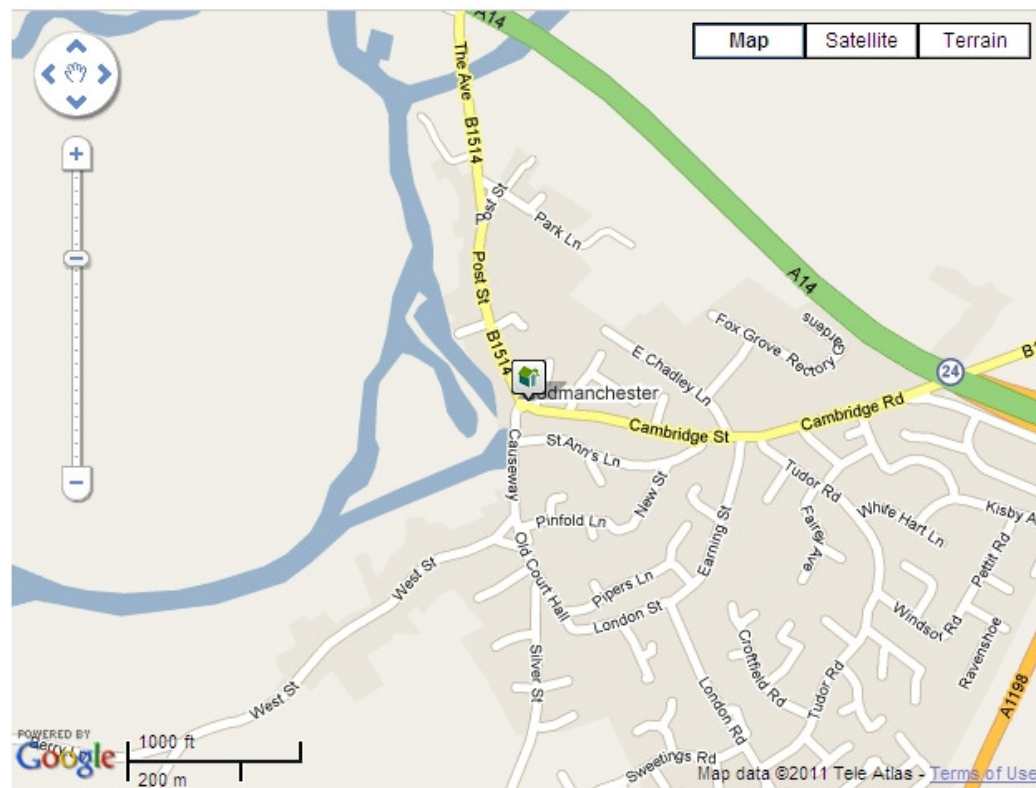 A14
Map
Satellite
Terrain
The Ave
B1514
Post St
Park Ln
Post St
A14
B1514
E Chadley Ln
Fox Grove
Rectory
Gardens
24
Cambridge Rd
Cambridge St
Causeway
St Ann's Ln
New St
Pinfold Ln
Tudor Rd
White Hart Ln
Kisby
Fairey Ave
Pettit Rd
Earning St
Old Court Hall
West St
Pipers Ln
London St
Windsor Rd
Ravenshoe
Croftfield Rd
Silver St
London Rd
Tudor Rd
A1198
West St
Sweetings Rd
POWERED BY
Google
1000 ft
200 m
Map data ©2011 Tele Atlas - Terms of Use